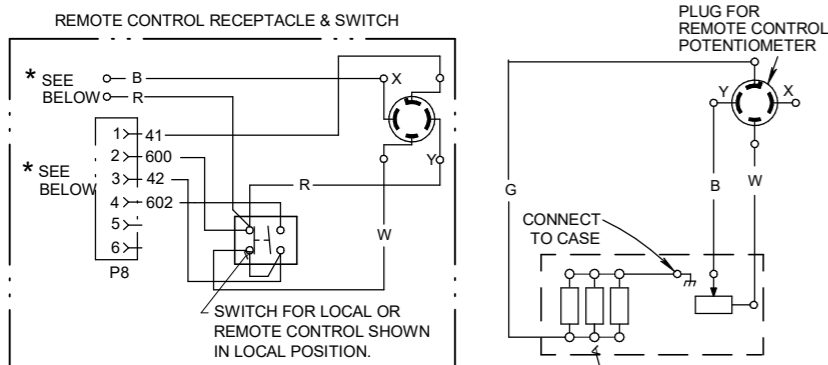 REMOTE CONTROL RECEPTACLE & SWITCH
* SEE
BELOW
B
R
X
Y
1 41
2 600
3 42
4 602
5
6
P8
* SEE
BELOW
R
W
SWITCH FOR LOCAL OR
REMOTE CONTROL SHOWN
IN LOCAL POSITION.
PLUG FOR
REMOTE CONTROL
POTENTIOMETER
Y
X
G
B
W
CONNECT
TO CASE